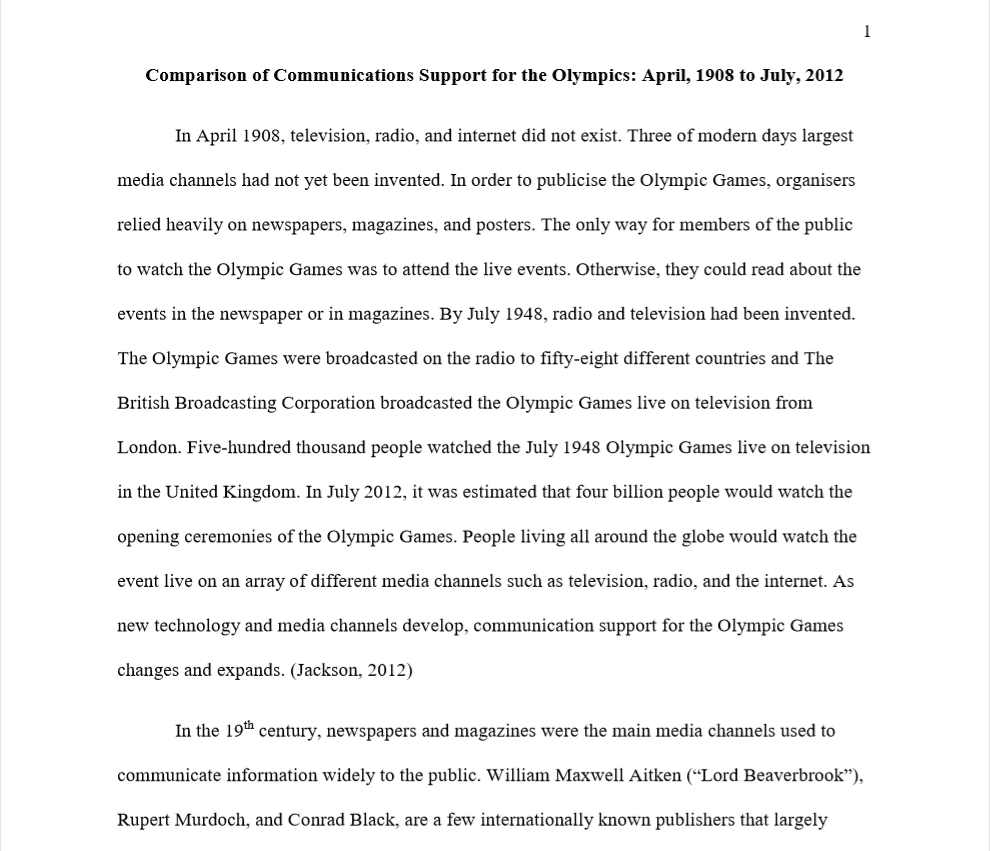 1
Comparison of Communications Support for the Olympics: April, 1908 to July, 2012
In April 1908, television, radio, and internet did not exist. Three of modern days largest
media channels had not yet been invented. In order to publicise the Olympic Games, organisers
relied heavily on newspapers, magazines, and posters. The only way for members of the public
to watch the Olympic Games was to attend the live events. Otherwise, they could read about the
events in the newspaper or in magazines. By July 1948, radio and television had been invented.
The Olympic Games were broadcasted on the radio to fifty-eight different countries and The
British Broadcasting Corporation broadcasted the Olympic Games live on television from
London. Five-hundred thousand people watched the July 1948 Olympic Games live on television
in the United Kingdom. In July 2012, it was estimated that four billion people would watch the
opening ceremonies of the Olympic Games. People living all around the globe would watch the
event live on an array of different media channels such as television, radio, and the internet. As
new technology and media channels develop, communication support for the Olympic Games
changes and expands. (Jackson, 2012)
In the 19th century, newspapers and magazines were the main media channels used to
communicate information widely to the public. William Maxwell Aitken (“Lord Beaverbrook”),
Rupert Murdoch, and Conrad Black, are a few internationally known publishers that largely